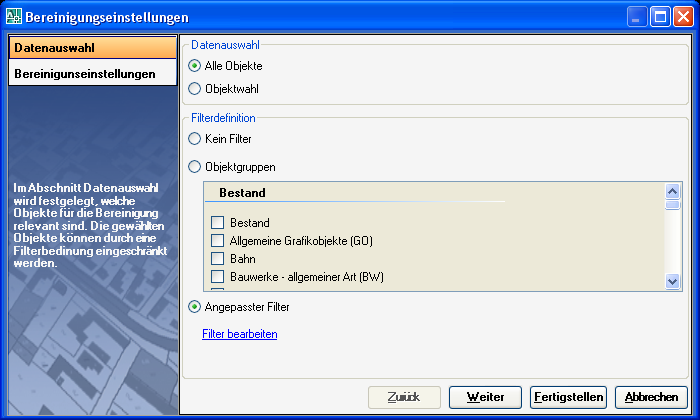 Bereinigungseinstellungen
Datenauswahl
Bereinigunseinstellungen
Im Abschnitt Datenauswahl
wird festgelegt, welche
Objekte für die Bereinigung
relevant sind. Die gewählten
Objekte können durch eine
Filterbedinung eingeschränkt
werden.
Datenauswahl
Alle Objekte
Objektwahl
Filterdefinition
Kein Filter
Objektgruppen
Bestand
Bestand
Allgemeine Grafikobjekte (GO)
Bahn
Bauwerke - allgemeiner Art (BW)
Angepasster Filter
Filter bearbeiten
Zurück
Weiter
Fertigstellen
Abbrechen